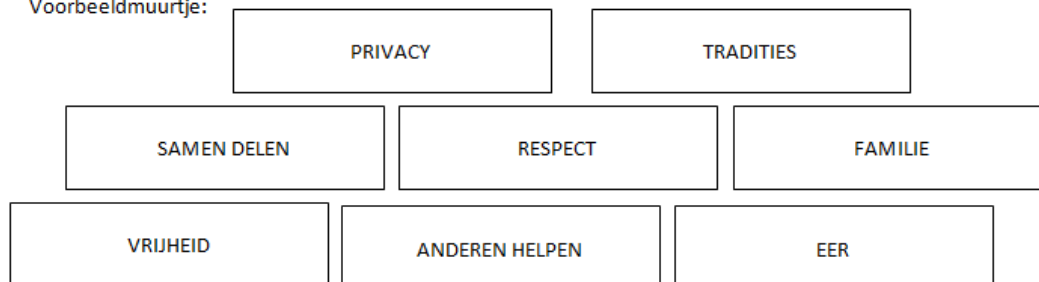 Voorbeeldmuurtje:
PRIVACY TRADITIES
SAMEN DELEN RESPECT FAMILIE
VRIJHEID ANDEREN HELPEN EER